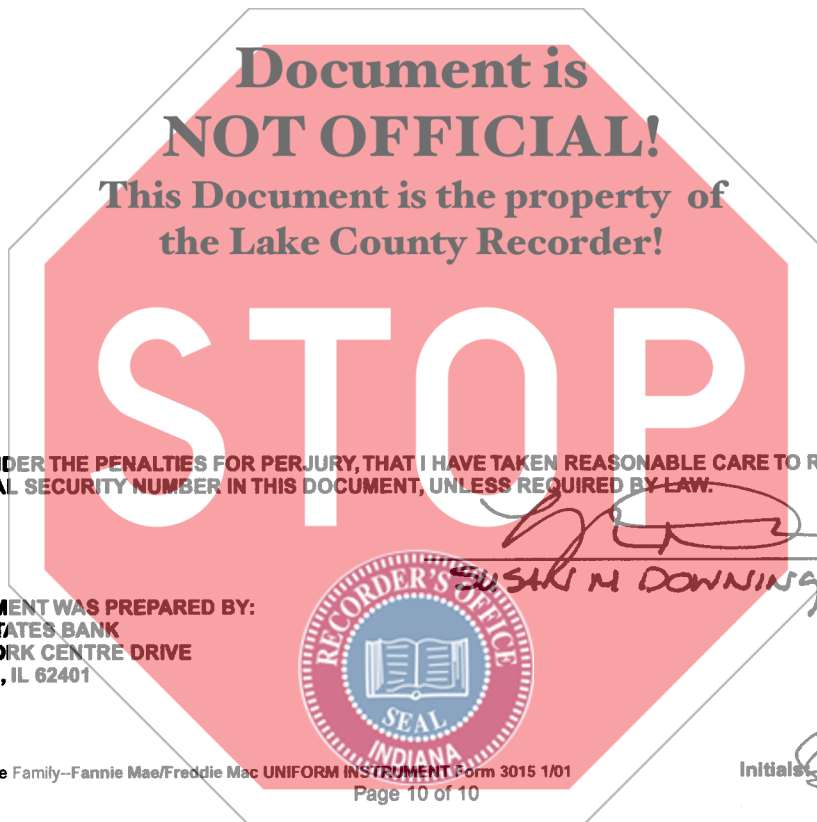 Document is
NOT OFFICIAL!
This Document is the property of
the Lake County Recorder!
STOP
DER THE PENALTIES FOR PERJURY, THAT I HAVE TAKEN REASONABLE CARE TO R
AL SECURITY NUMBER IN THIS DOCUMENT, UNLESS REQUIRED BY LAW.
SUSAN M DOWNING
MENT WAS PREPARED BY:
TATES BANK
ORK CENTRE DRIVE
, IL 62401
RECORDER'S OFFICE
SEAL
INDIANA
e Family--Fannie Mae/Freddie Mac UNIFORM INSTRUMENT Form 3015 1/01
Initials:
Page 10 of 10